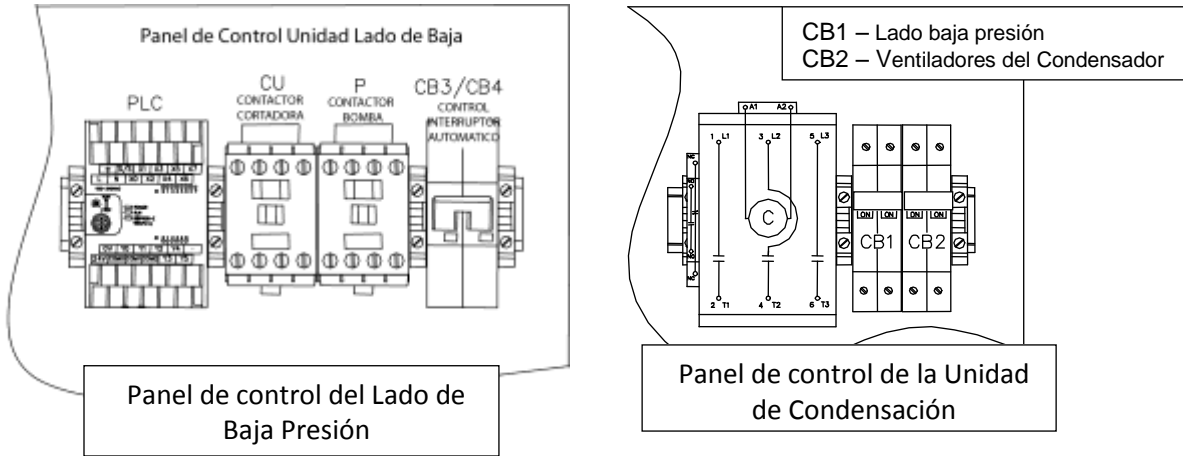 Panel de Control Unidad Lado de Baja
PLC
CU
CONTACTOR
CORTADORA
P
CONTACTOR
BOMBA
CB3/CB4
CONTROL
INTERRUPTOR
AUTOMATICO
Panel de control del Lado de
Baja Presión
CB1 – Lado baja presión
CB2 – Ventiladores del Condensador
A1 A2
1 L1 3 L2 5 L3
C
ON ON ON ON
CB1 CB2
2 T1 4 T2 6 T3
Panel de control de la Unidad
de Condensación